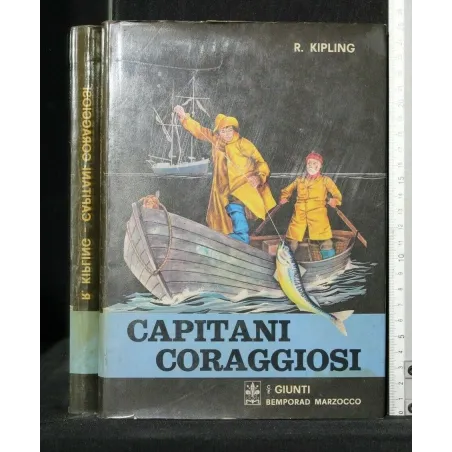 R. KIPLING
CAPITANI
CORAGGIOSI
GIUNTI
BEMPORAD MARZOCCO
R. KIPLING - CAPITANI CORAGGIOSI